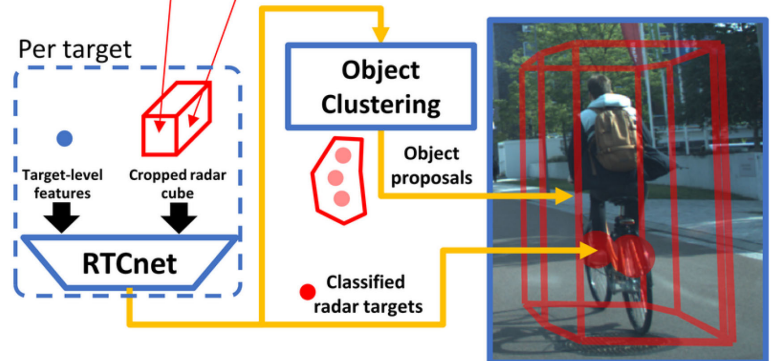 Per target
Target-level
features
Cropped radar
cube
RTCnet
Object
Clustering
Object
proposals
Classified
radar targets